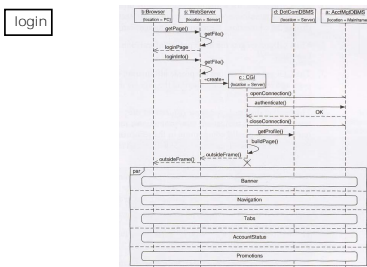 login
b:Browser
{location = PC}
s: WebServer
{location = Server}
d: DotComDBMS
{location = Server}
a: AcctMgtDBMS
{location = Mainframe
getPage()
getFile()
loginPage
loginInfo()
getFile()
«create»
c : CGI
{location = Server}
openConnection()
authenticate()
OK
closeConnection()
getProfile()
buildPage()
outsideFrame()
outsideFrame()
par
Banner
Navigation
Tabs
AccountStatus
Promotions